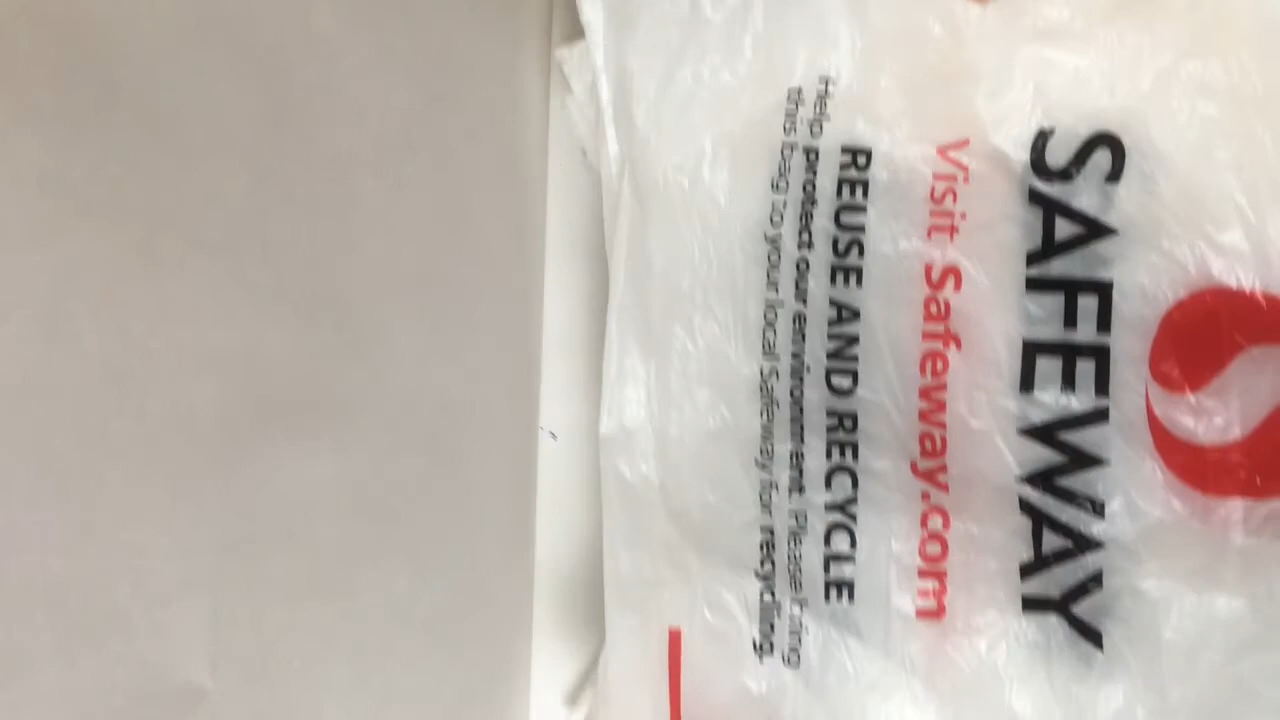 SAFEWAY
Visit Safeway.com
REUSE AND RECYCLE
Help protect our environment. Please bring
this bag to your local Safeway for recycling.